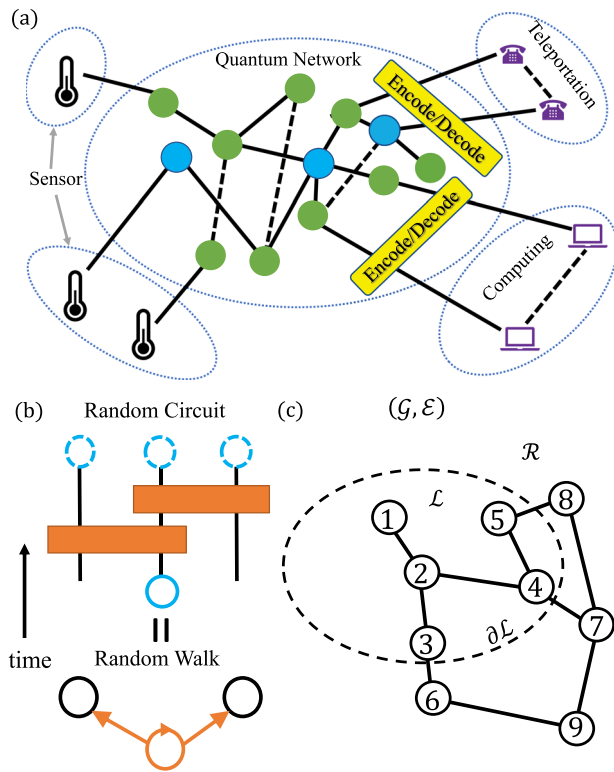 (a)
Quantum Network
Teleportation
Encode/Decode
Sensor
Encode/Decode
Computing
(b)
Random Circuit
time
Random Walk
(c)
(𝒢, ℰ)
ℛ
ℒ
1
5
8
2
4
3
∂ℒ
7
6
9